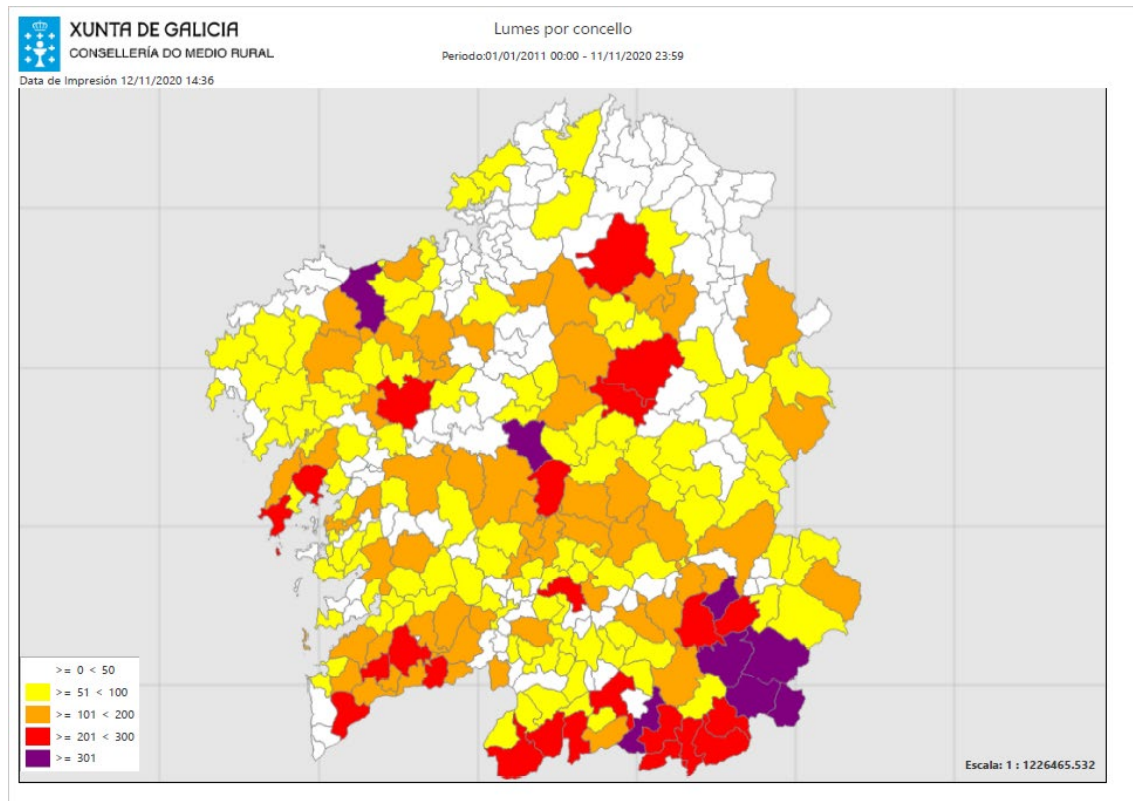 XUNTA DE GALICIA
CONSELLERÍA DO MEDIO RURAL
Data de Impresión 12/11/2020 14:36
Lumes por concello
Periodo:01/01/2011 00:00 - 11/11/2020 23:59
>= 0 < 50
>= 51 < 100
>= 101 < 200
>= 201 < 300
>= 301
Escala: 1 : 1226465.532